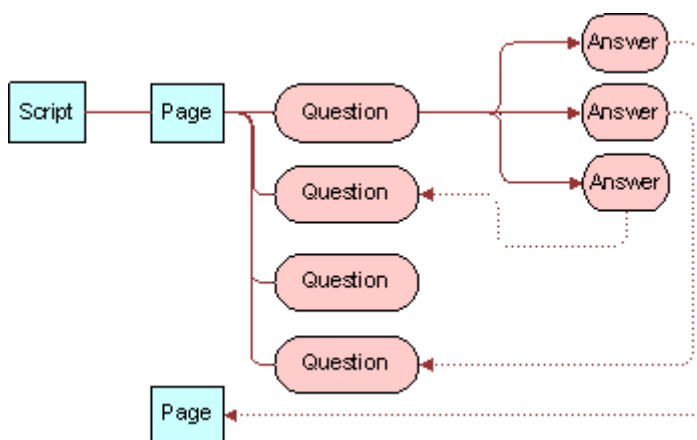 Answer
Script
Page
Question
Answer
Question
Answer
Question
Question
Page